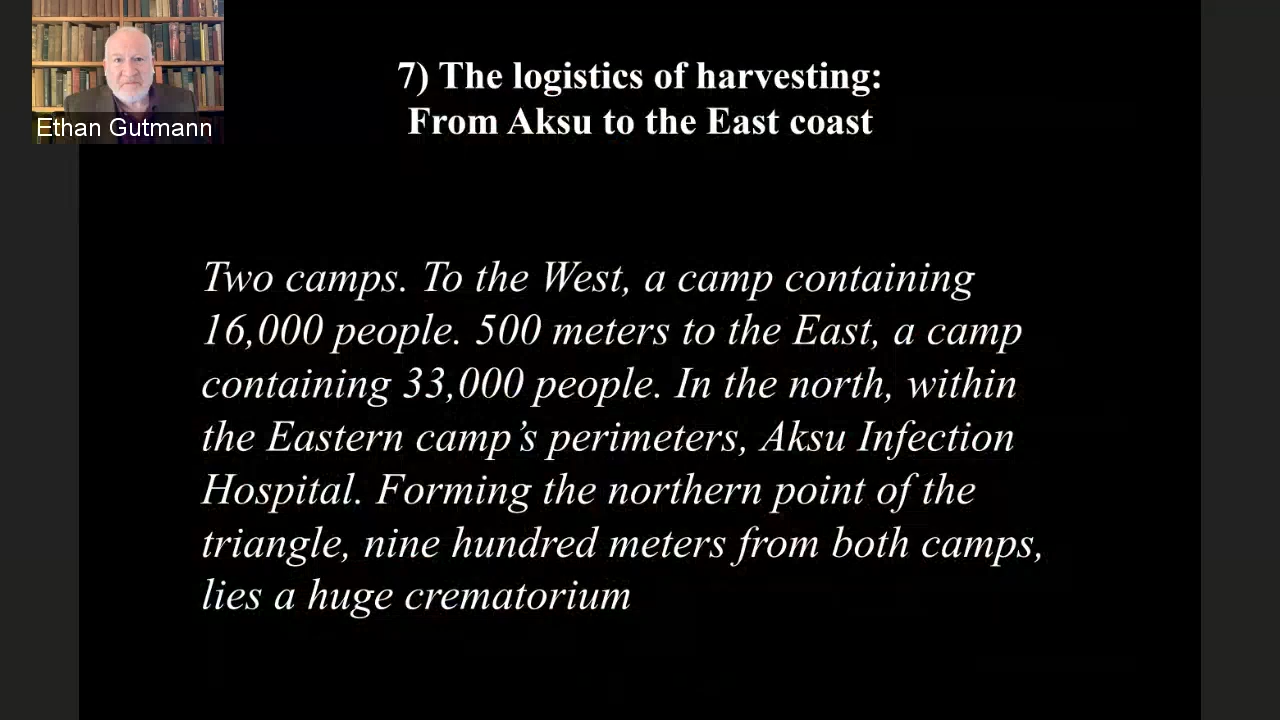 Ethan Gutmann
7) The logistics of harvesting:
From Aksu to the East coast
Two camps. To the West, a camp containing
16,000 people. 500 meters to the East, a camp
containing 33,000 people. In the north, within
the Eastern camp’s perimeters, Aksu Infection
Hospital. Forming the northern point of the
triangle, nine hundred meters from both camps,
lies a huge crematorium